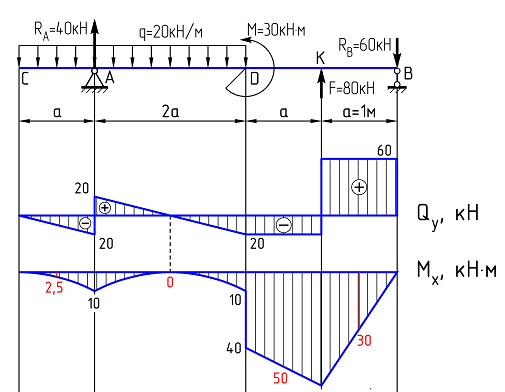 R_A=40кН q=20кН/м M=30кН·м R_B=60кН
K
C A D B
F=80кН
a 2a a a=1м
60
20 + + 
− −
20 20
Q_y, кН
M_x, кН·м
2,5 0
10 10
40 30
50